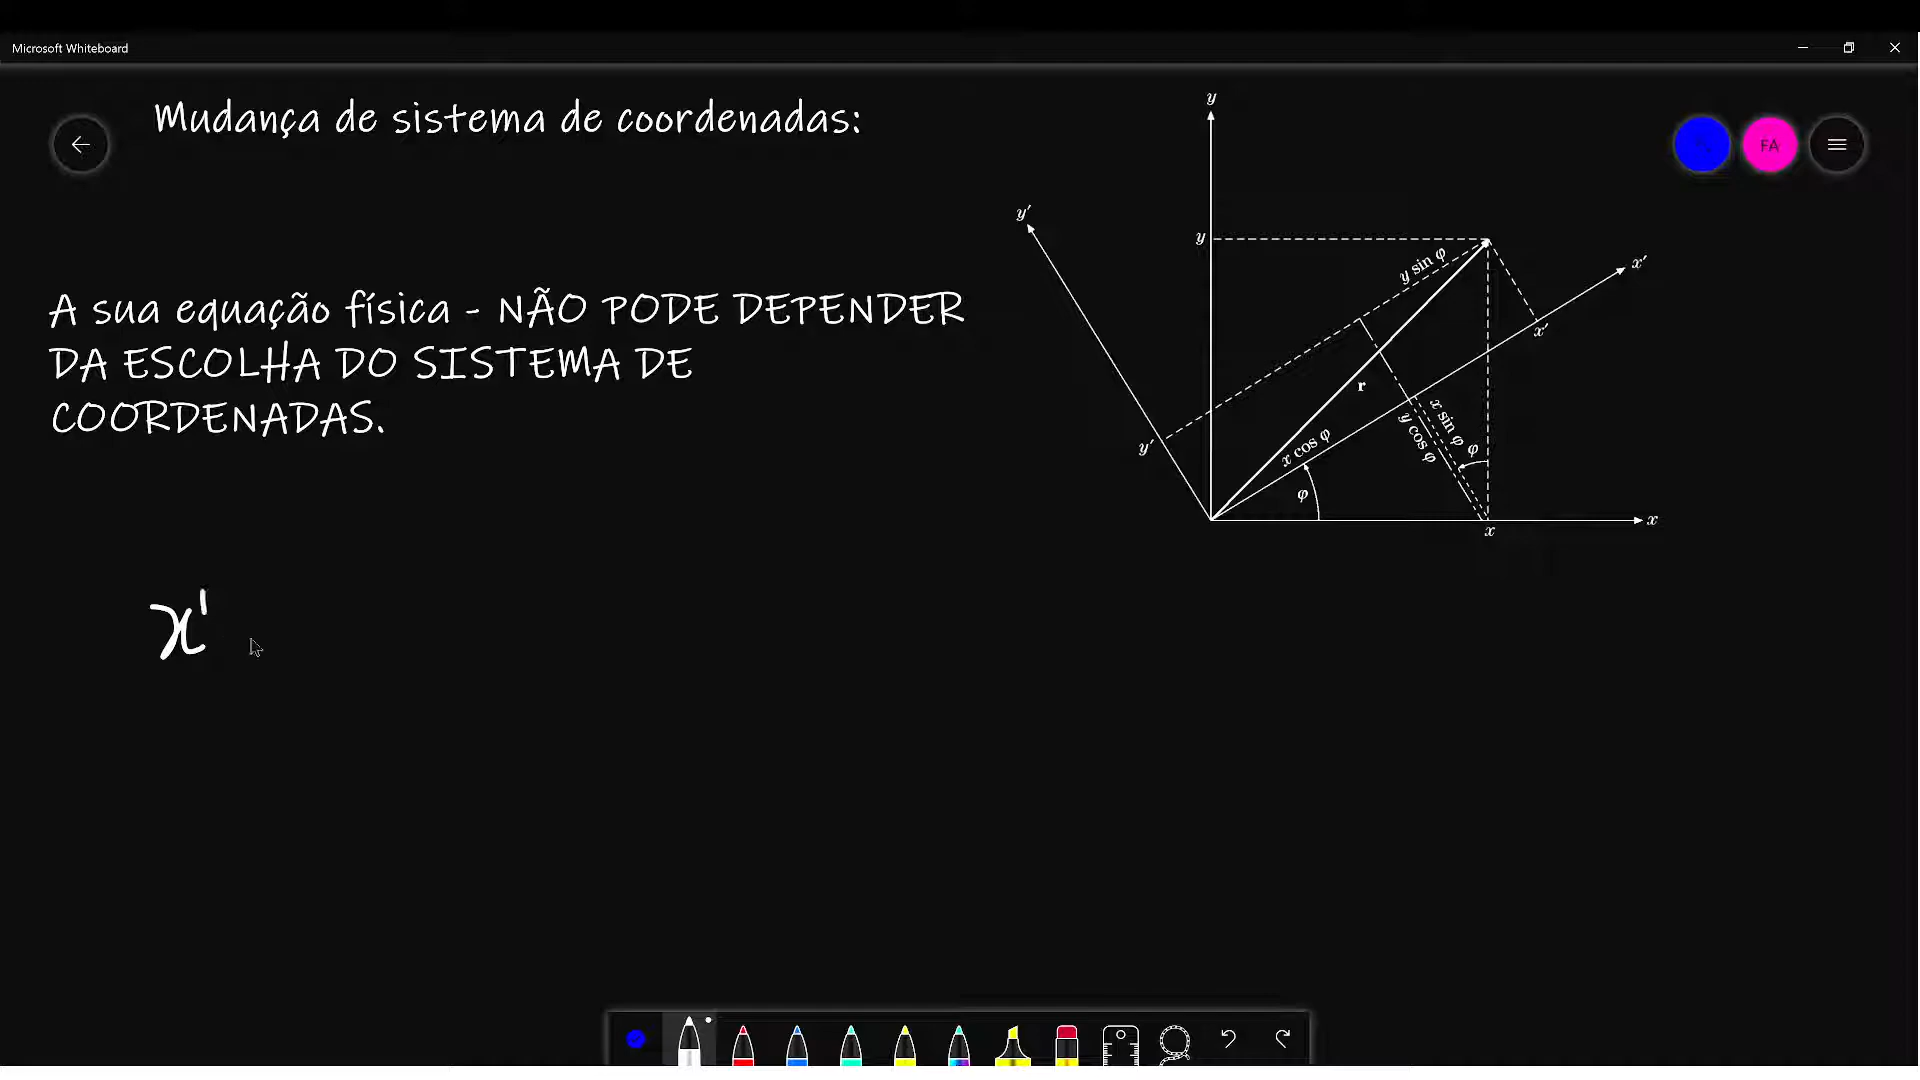 Microsoft Whiteboard
Mudança de sistema de coordenadas:
FA
A sua equação física - NÃO PODE DEPENDER
DA ESCOLHA DO SISTEMA DE
COORDENADAS.
y
y'
y
y sin φ
x'
x'
r
x sin φ
y cos φ
φ
x cos φ
y'
φ
x
x
x'